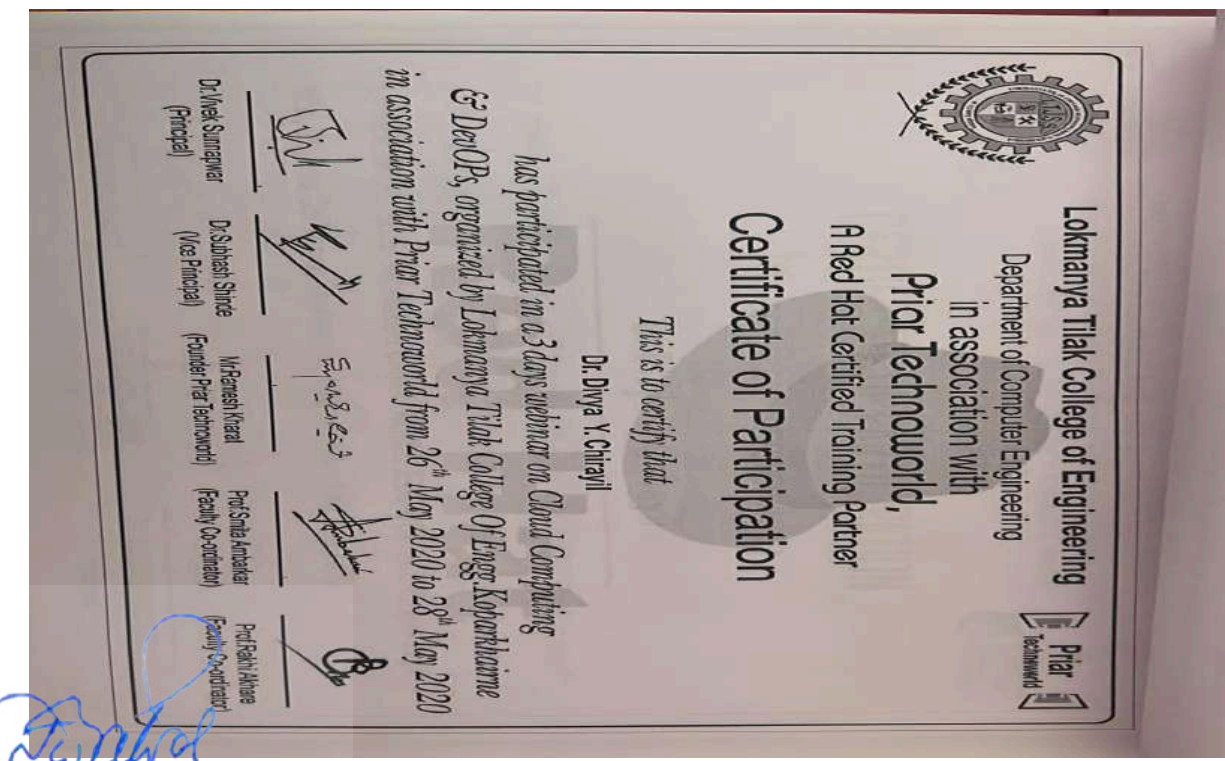 Lokmanya Tilak College of Engineering
Priar
Technoworld
Department of Computer Engineering
in association with
Priar Technoworld,
A Red Hat Certified Training Partner
Certificate of Participation
This is to certify that
Dr. Divya Y.Chirayil
has participated in a 3 days webinar on Cloud Computing
& DevOPs, organized by Lokmanya Tilak College Of Engg.Koparkhairne
in association with Priar Technoworld from 26th May 2020 to 28th May 2020
Dr.Vivek Sunnapwar
(Principal)
Dr.Subhash Shinde
(Vice Principal)
Mr.Ramesh Kharat
(Founder Priar Technoworld)
Prof.Smita Ambarkar
(Faculty Co-ordinator)
Prof.Rakhi Akhare
(Faculty Co-ordinator)